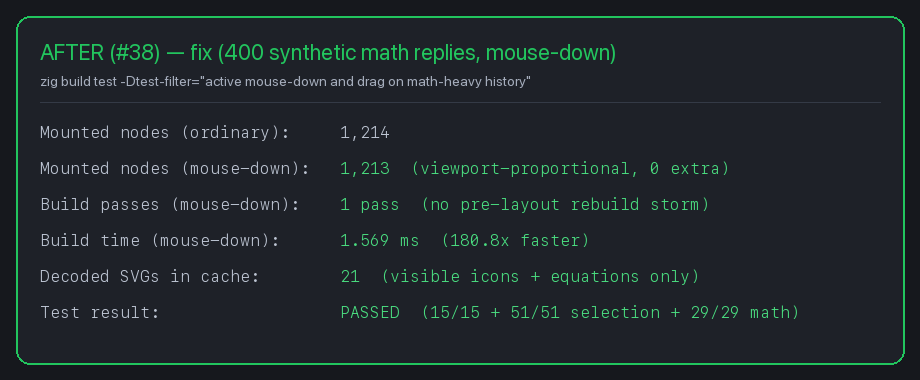 AFTER (#38) — fix (400 synthetic math replies, mouse-down)
zig build test -Dtest-filter="active mouse-down and drag on math-heavy history"
Mounted nodes (ordinary): 1,214
Mounted nodes (mouse-down): 1,213 (viewport-proportional, 0 extra)
Build passes (mouse-down): 1 pass (no pre-layout rebuild storm)
Build time (mouse-down): 1.569 ms (180.8x faster)
Decoded SVGs in cache: 21 (visible icons + equations only)
Test result: PASSED (15/15 + 51/51 selection + 29/29 math)